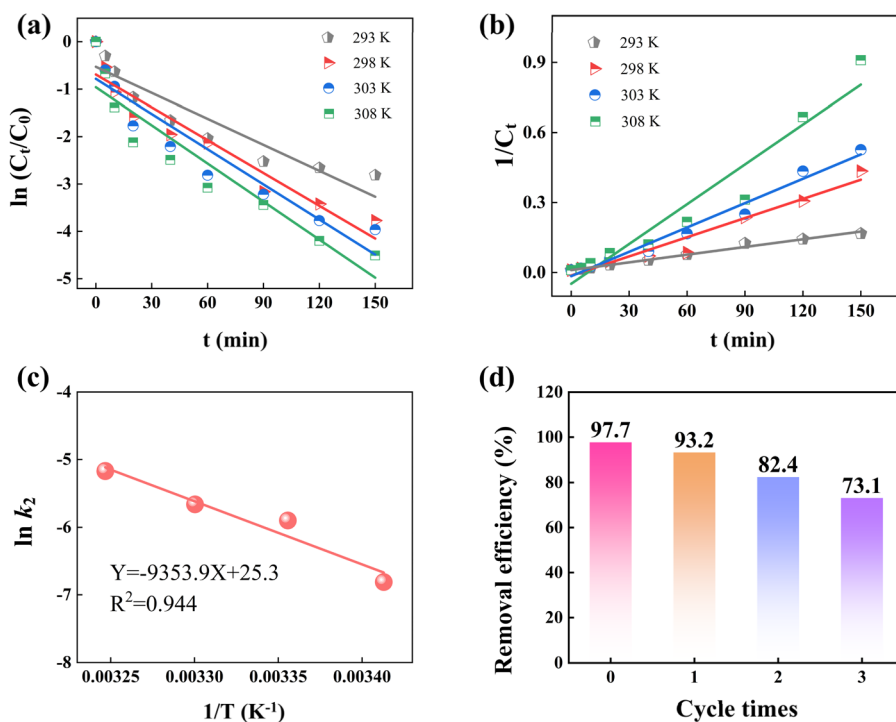 (a)
0
-1
-2
-3
-4
-5
ln (Cₜ/C₀)
293 K
298 K
303 K
308 K
0 30 60 90 120 150
t (min)
(b)
0.9
0.6
0.3
0.0
1/Cₜ
293 K
298 K
303 K
308 K
0 30 60 90 120 150
t (min)
(c)
-4
-5
-6
-7
-8
ln k₂
Y=-9353.9X+25.3
R²=0.944
0.00325 0.00330 0.00335 0.00340
1/T (K⁻¹)
(d)
120
100
80
60
40
20
0
Removal efficiency (%)
97.7
93.2
82.4
73.1
0 1 2 3
Cycle times